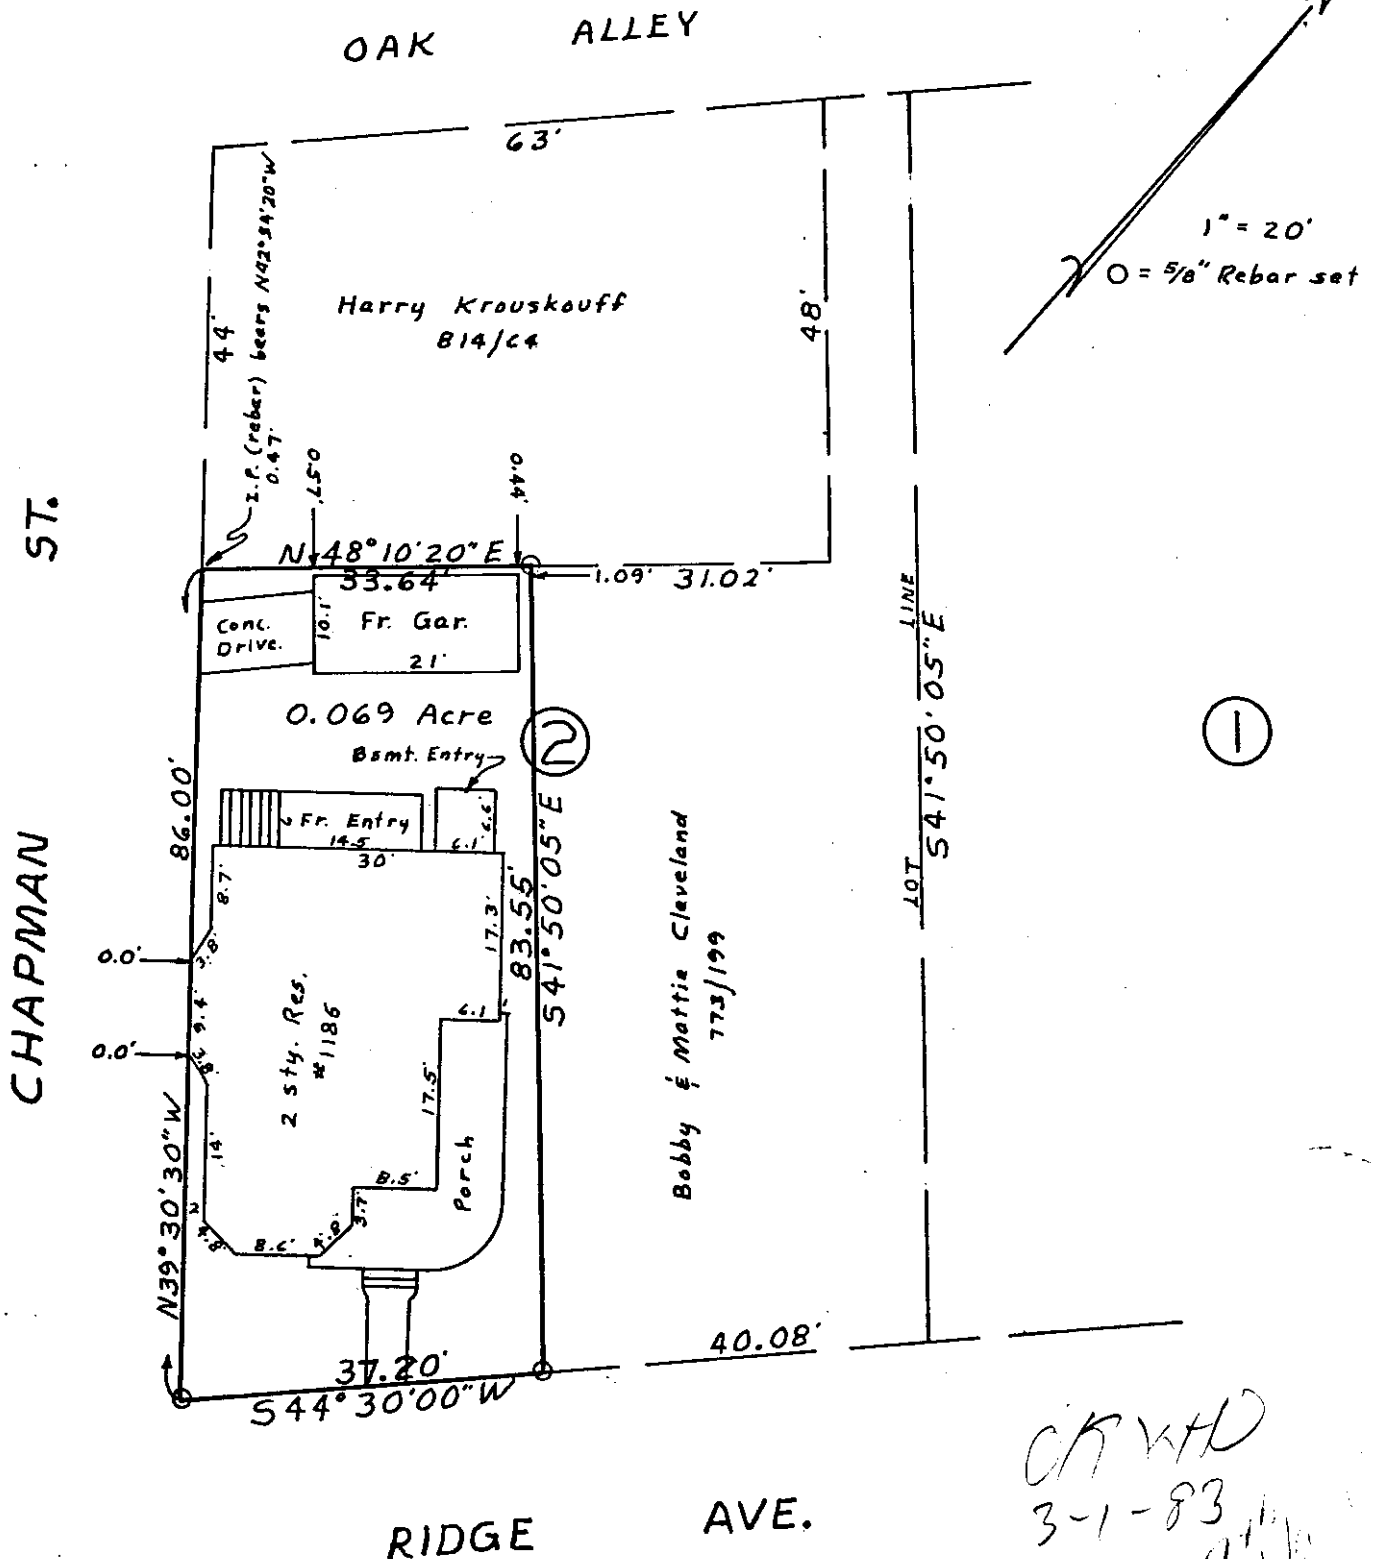 OAK ALLEY
63'
I.P. (rebar) bears N42°54'20"W
0.47'
44'
Harry Krouskouff
814/64
48'
1" = 20'
O = 5/8" Rebar set
0.57'
0.44'
ST.
N 48°10'20" E
33.64'
1.09' 31.02'
Conc.
Drive.
10.1'
Fr. Gar.
21'
LOT LINE
S41°50'05"E
0.069 Acre
2
1
Bsmt. Entry
86.00'
Fr. Entry
14.5
6.1'
6.6'
30'
8.7'
17.3'
83.55'
S41°50'05"E
CHAPMAN
0.0'
3.8'
9.4'
0.0'
3.8'
2 sty. Res.
#1186
6.1
17.5'
Bobby & Mattie Cleveland
773/199
N39°30'30"W
14'
8.5'
3.7'
Porch
8.6'
40.08'
37.20'
S44°30'00"W
RIDGE AVE.
3-1-83